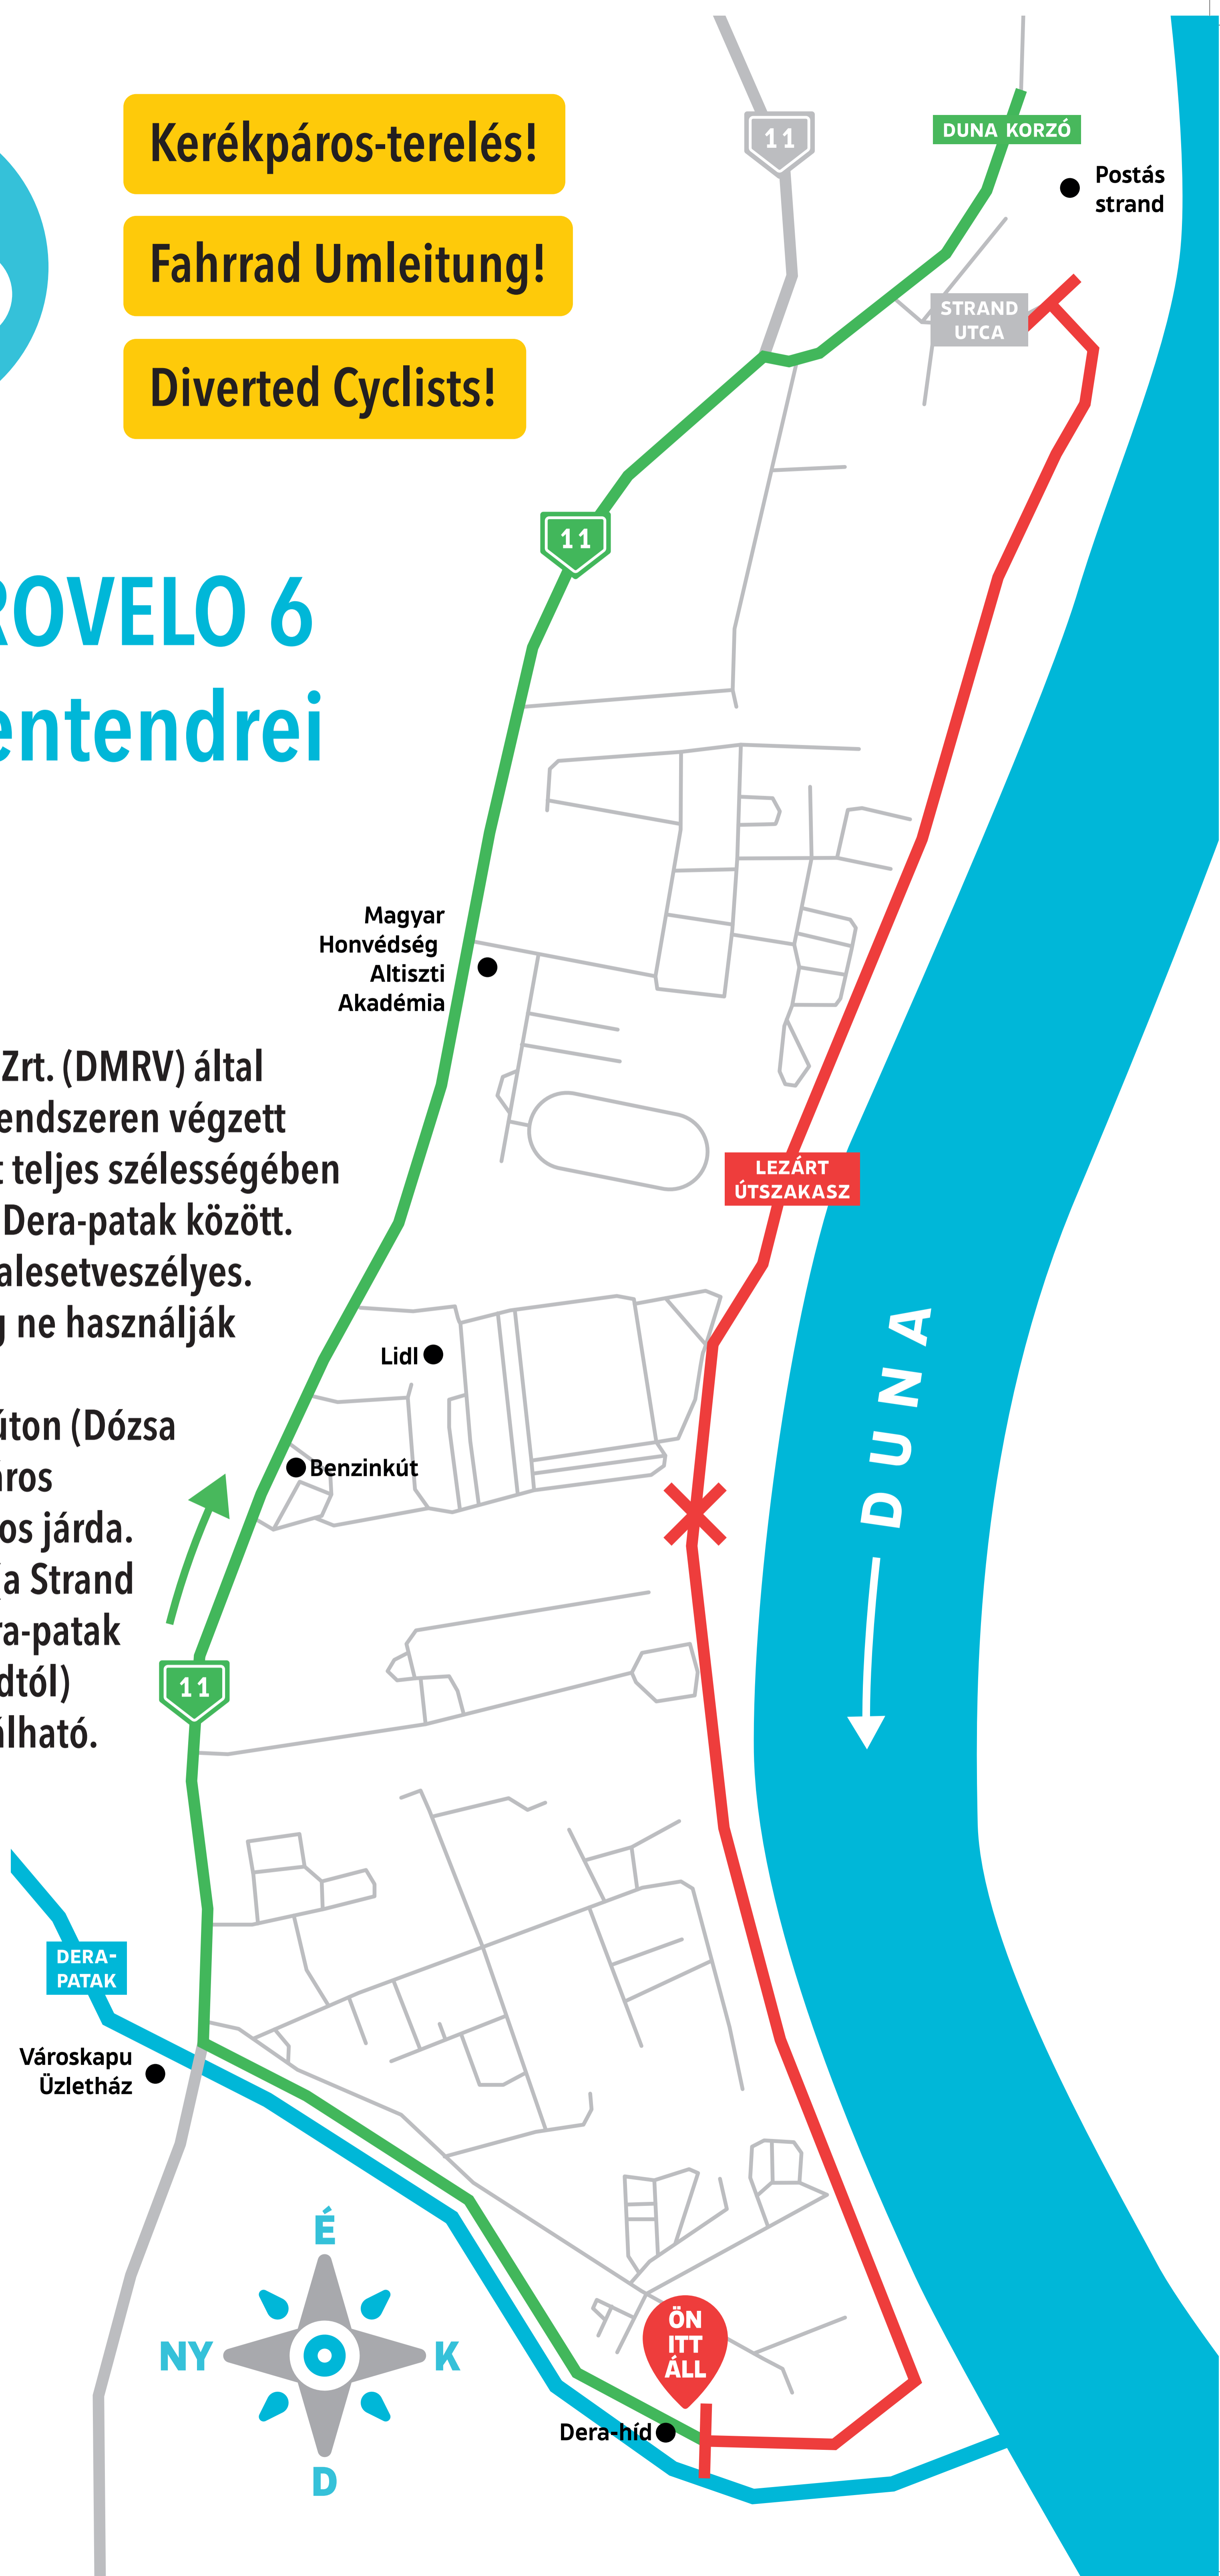 11
DUNA KORZÓ
Postás
strand
Kerékpáros-terelés!
Fahrrad Umleitung!
Diverted Cyclists!
STRAND
UTCA
11
ROVELO 6
entendrei
Magyar
Honvédség
Altiszti
Akadémia
Zrt. (DMRV) által
endszeren végzett
t teljes szélességében
Dera-patak között.
alesetveszélyes.
g ne használják
úton (Dózsa
áros
os járda.
(a Strand
ra-patak
dtól)
álható.
LEZÁRT
ÚTSZAKASZ
Lidl
Benzinkút
DUNA
11
DERA-
PATAK
Városkapu
Üzletház
É
NY
K
D
ÖN
ITT
ÁLL
Dera-híd